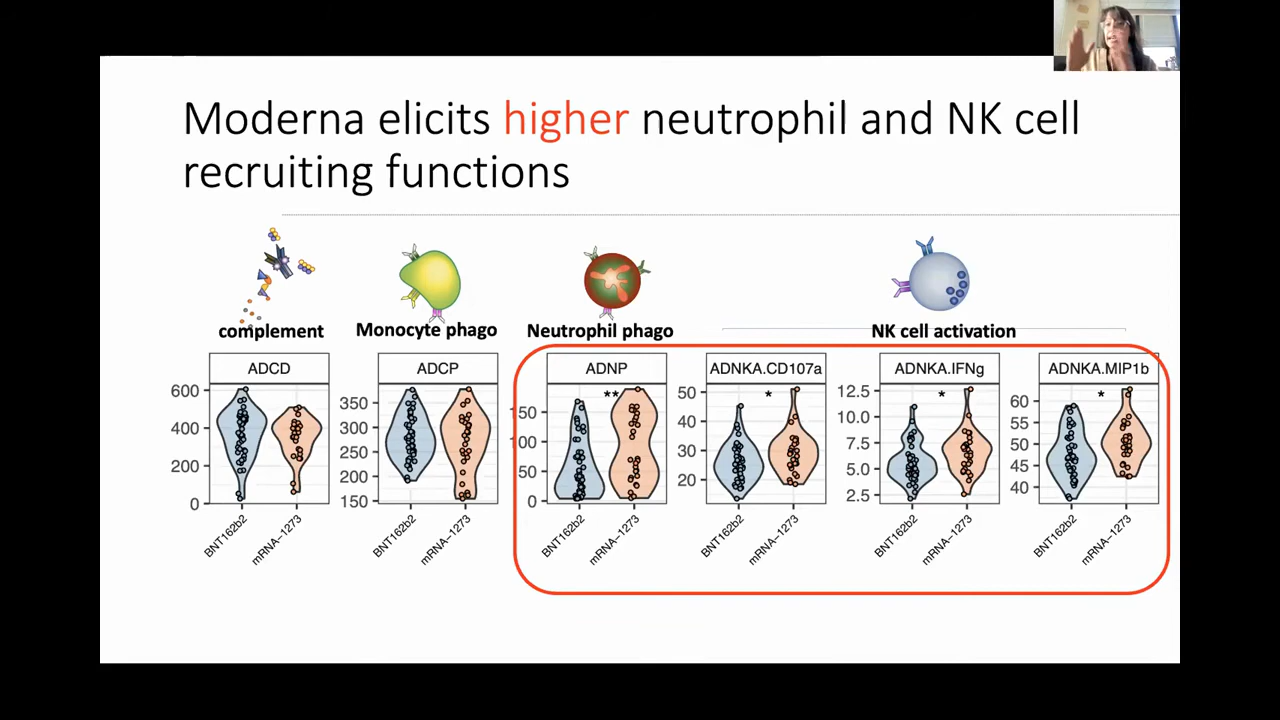 Moderna elicits higher neutrophil and NK cell
recruiting functions
complement
Monocyte phago
Neutrophil phago
NK cell activation
ADCD
ADCP
ADNP
ADNKA.CD107a
ADNKA.IFNg
ADNKA.MIP1b
600
400
200
0
350
300
250
200
150
**
150
100
50
0
*
50
40
30
20
*
12.5
10.0
7.5
5.0
2.5
*
60
55
50
45
40
BNT162b2
mRNA–1273
BNT162b2
mRNA–1273
BNT162b2
mRNA–1273
BNT162b2
mRNA–1273
BNT162b2
mRNA–1273
BNT162b2
mRNA–1273